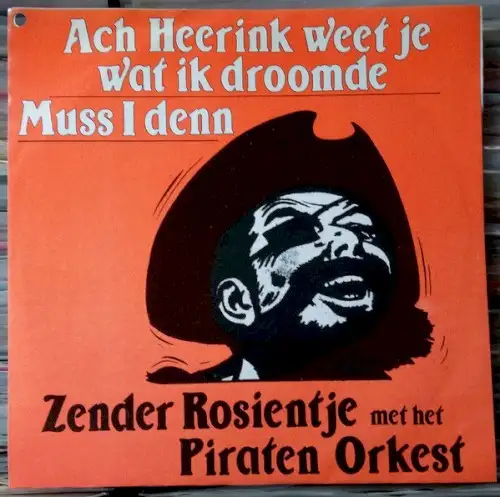 Ach Heerink weet je
wat ik droomde
Muss I denn
Zender Rosientje met het
Piraten Orkest